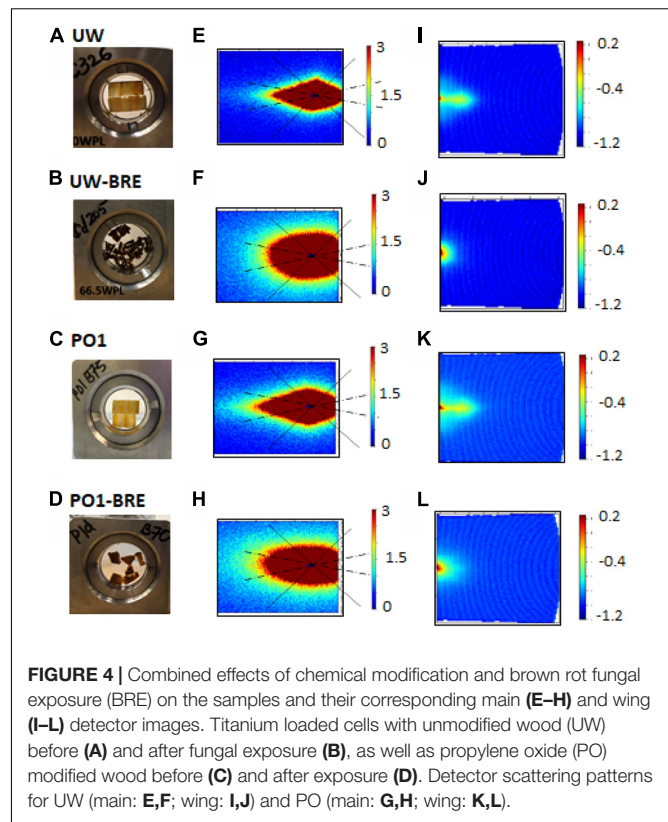 A UW
E
I
C326
0WPL
3
1.5
0
0.2
-0.4
-1.2
B UW-BRE
F
J
66.5WPL
3
1.5
0
0.2
-0.4
-1.2
C PO1
G
K
3
1.5
0
0.2
-0.4
-1.2
D PO1-BRE
H
L
3
1.5
0
0.2
-0.4
-1.2
FIGURE 4 | Combined effects of chemical modification and brown rot fungal
exposure (BRE) on the samples and their corresponding main (E–H) and wing
(I–L) detector images. Titanium loaded cells with unmodified wood (UW)
before (A) and after fungal exposure (B), as well as propylene oxide (PO)
modified wood before (C) and after exposure (D). Detector scattering patterns
for UW (main: E,F; wing: I,J) and PO (main: G,H; wing: K,L).